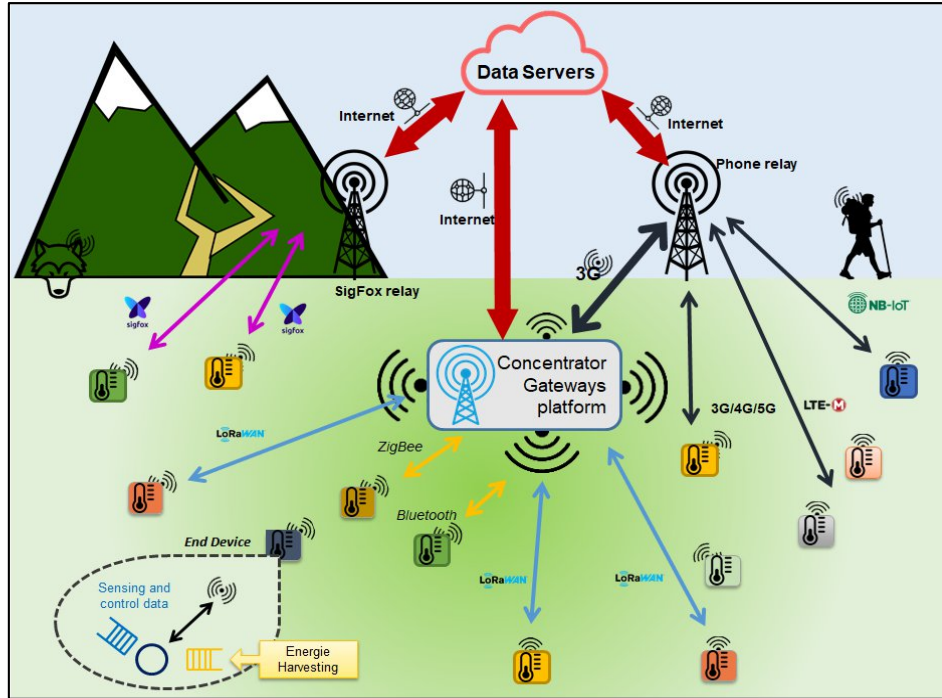 Data Servers
Internet
Internet
Internet
Phone relay
3G
SigFox relay
sigfox
sigfox
NB-IoT
Concentrator
Gateways
platform
3G/4G/5G
LTE-M
LoRaWAN
ZigBee
Bluetooth
End Device
LoRaWAN
LoRaWAN
Sensing and
control data
Energie
Harvesting